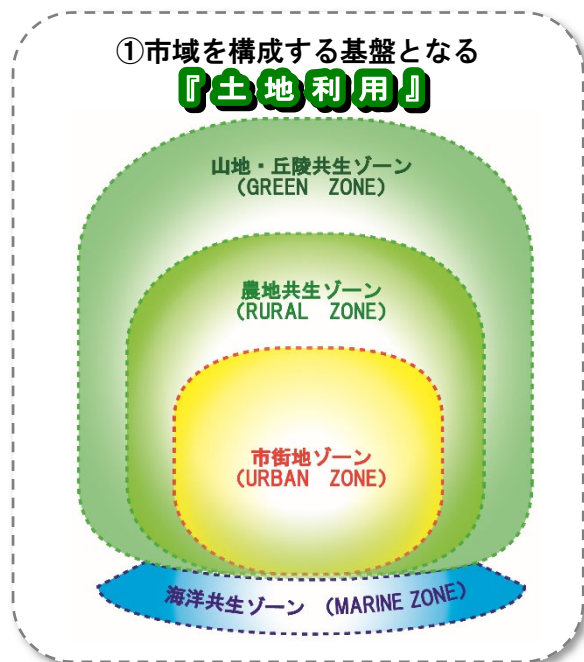 ①市域を構成する基盤となる
『土地利用』
山地・丘陵共生ゾーン
(GREEN ZONE)
農地共生ゾーン
(RURAL ZONE)
市街地ゾーン
(URBAN ZONE)
海洋共生ゾーン (MARINE ZONE)